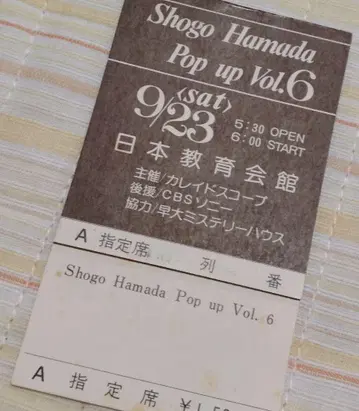 Shogo Hamada
Pop up Vol.6
<sat>
9/23
5:30 OPEN
6:00 START
日本教育会館
主催/カレイドスコープ
後援/CBSソニー
協力/早大ミステリーハウス
A 指定席 列 番
Shogo Hamada Pop up Vol. 6
A 指定席